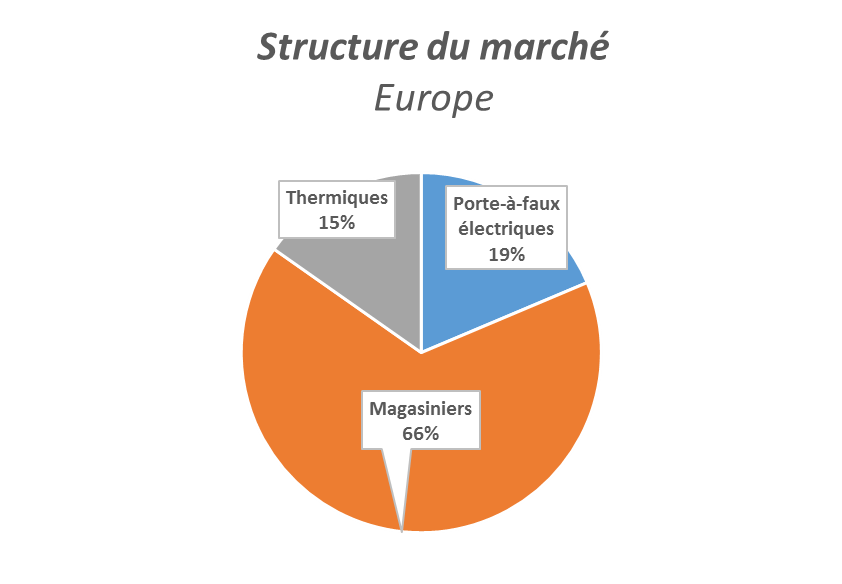 Structure du marché
Europe
Thermiques
15%
Porte-à-faux
électriques
19%
Magasiniers
66%